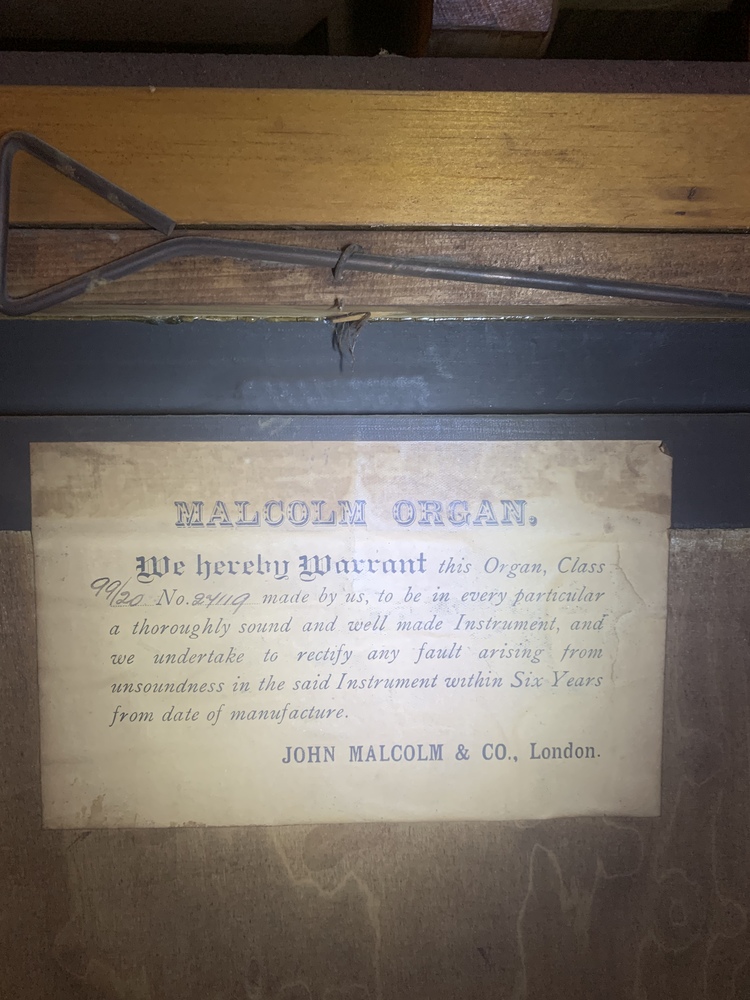 MALCOLM ORGAN.
We hereby Warrant this Organ, Class
99/20 No. 24119 made by us, to be in every particular
a thoroughly sound and well made Instrument, and
we undertake to rectify any fault arising from
unsoundness in the said Instrument within Six Years
from date of manufacture.
JOHN MALCOLM & CO., London.